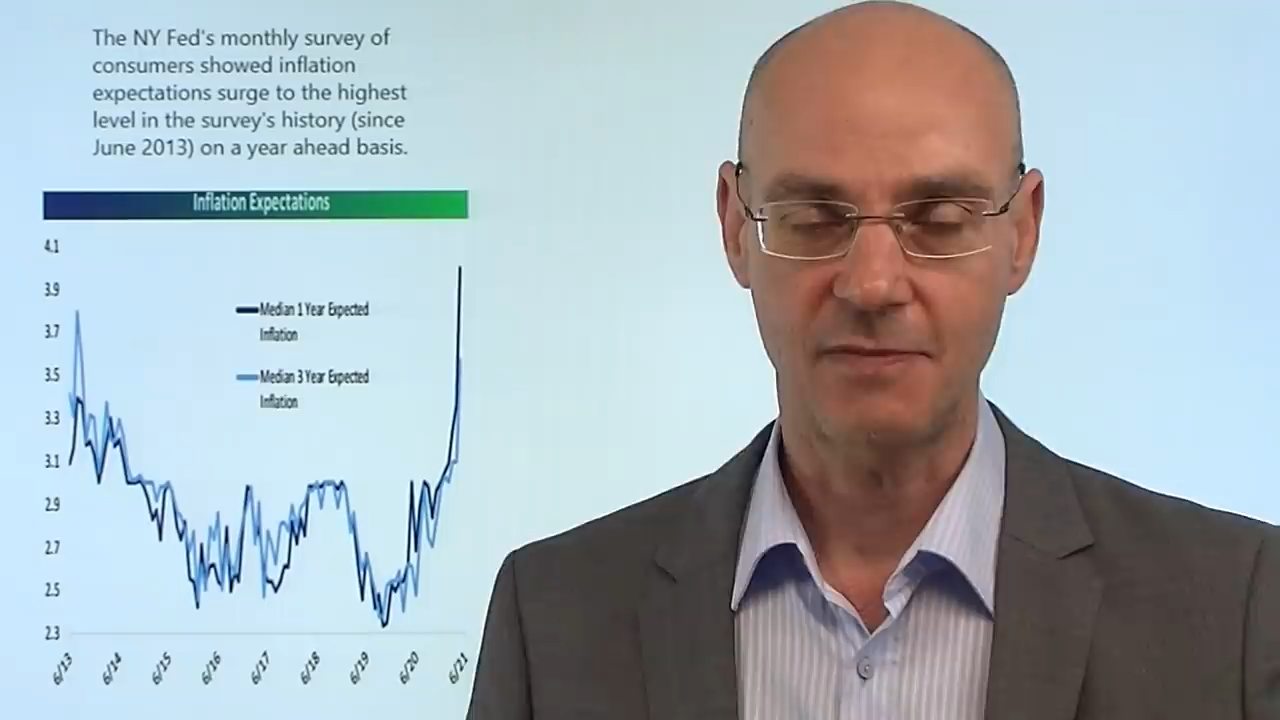 The NY Fed's monthly survey of
consumers showed inflation
expectations surge to the highest
level in the survey's history (since
June 2013) on a year ahead basis.
Inflation Expectations
4.1
3.9
3.7
3.5
3.3
3.1
2.9
2.7
2.5
2.3
Median 1 Year Expected
Inflation
Median 3 Year Expected
Inflation
6/13
6/14
6/15
6/16
6/17
6/18
6/19
6/20
6/21